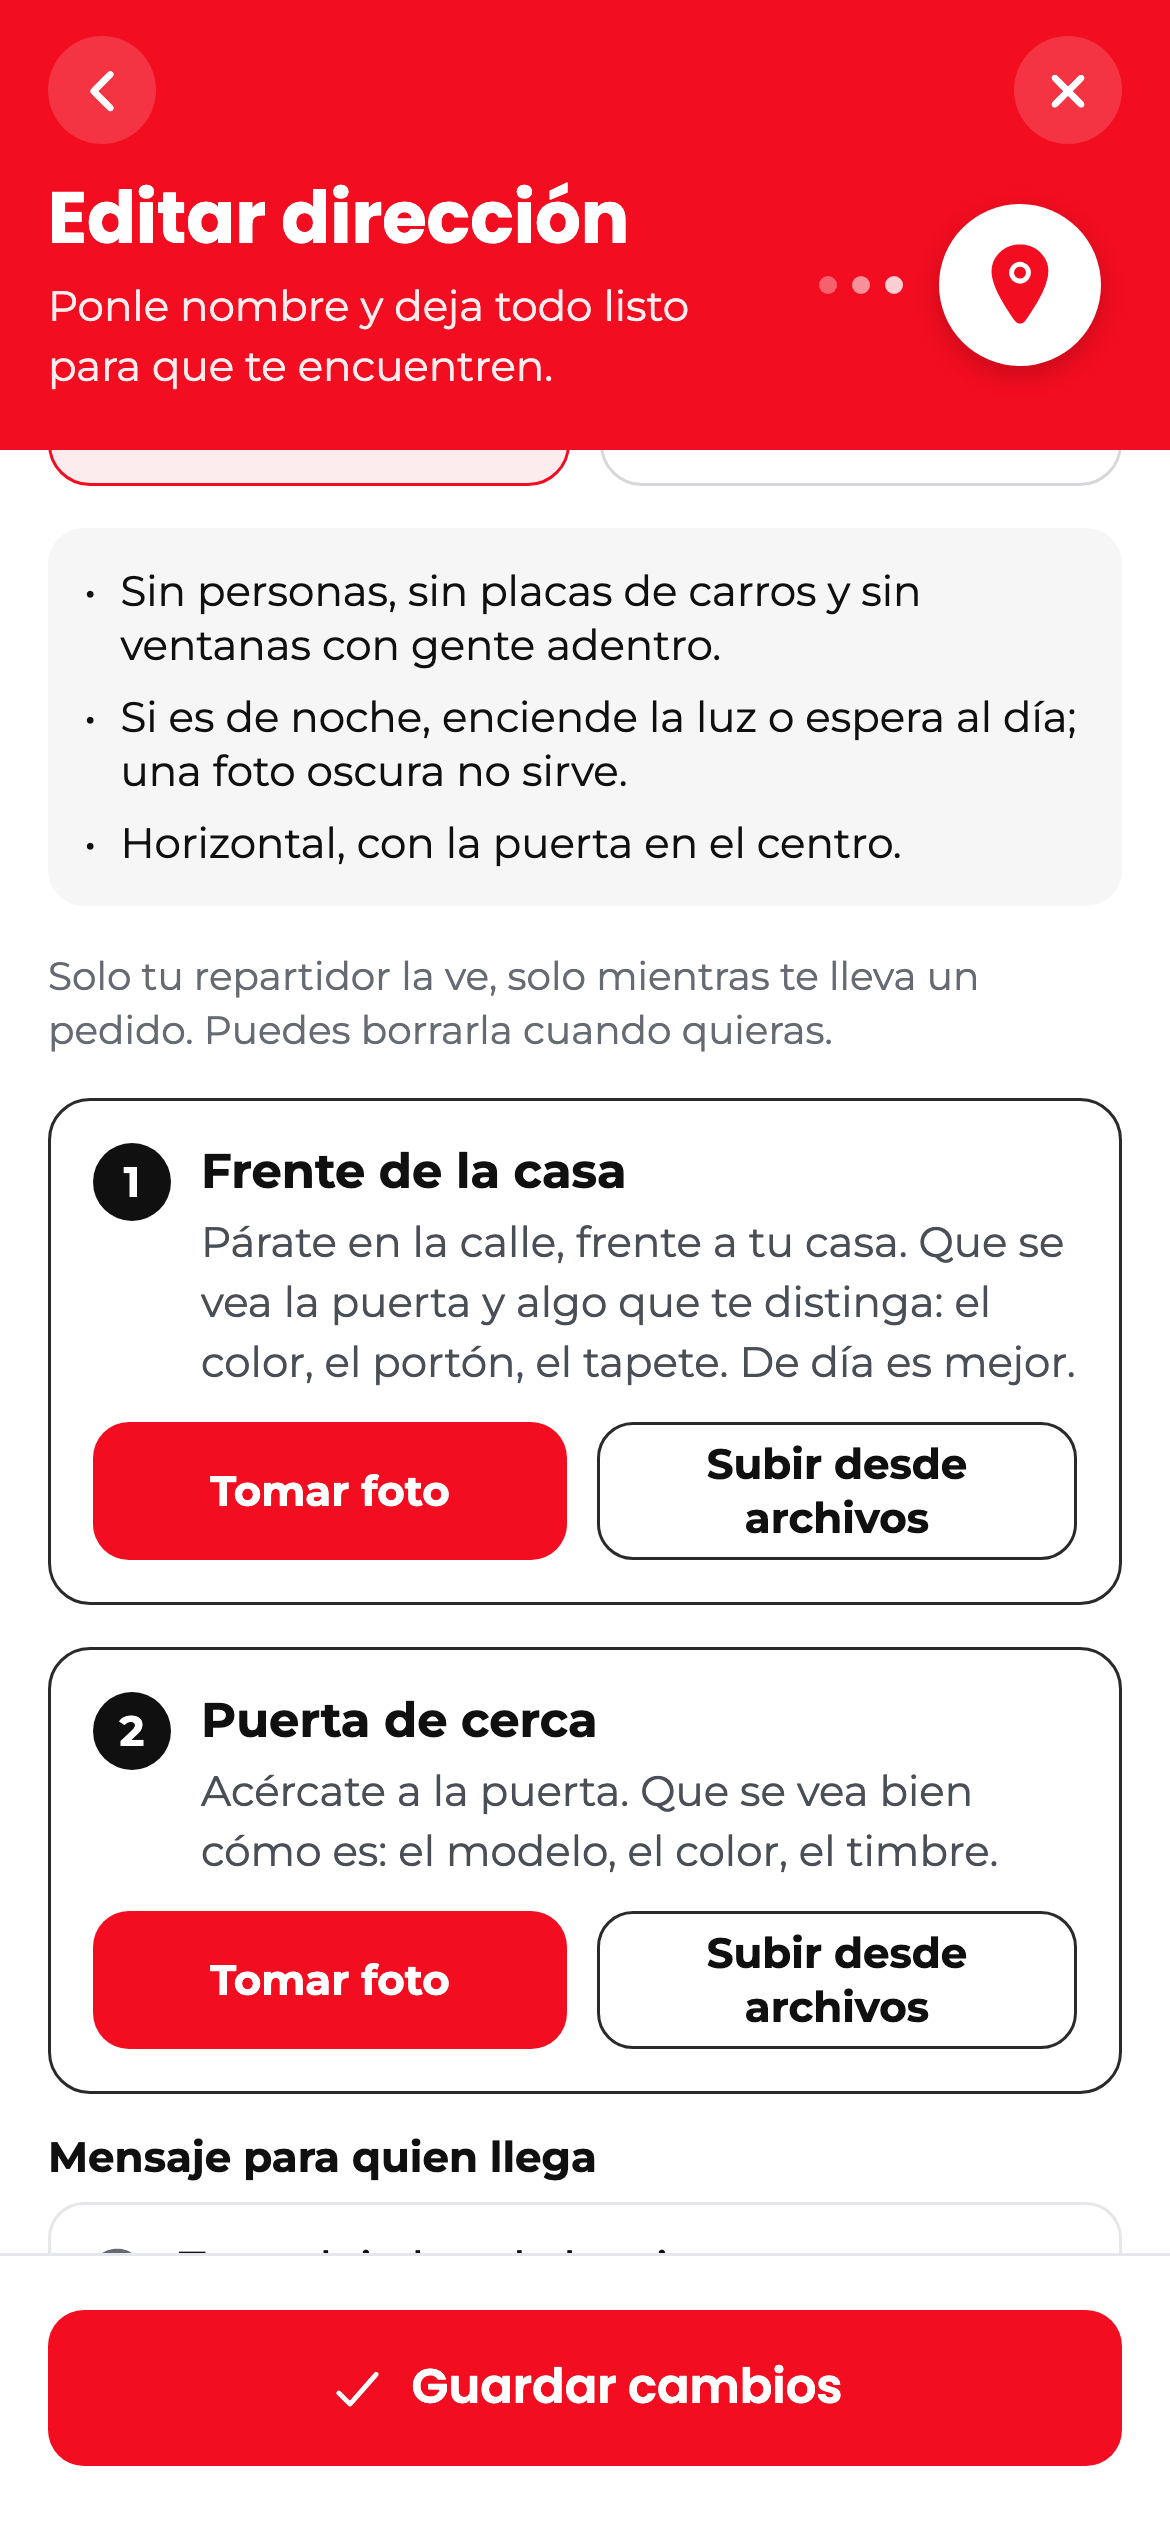 Editar dirección
Ponle nombre y deja todo listo
para que te encuentren.
• Sin personas, sin placas de carros y sin
ventanas con gente adentro.
• Si es de noche, enciende la luz o espera al día;
una foto oscura no sirve.
• Horizontal, con la puerta en el centro.
Solo tu repartidor la ve, solo mientras te lleva un
pedido. Puedes borrarla cuando quieras.
1 Frente de la casa
Párate en la calle, frente a tu casa. Que se
vea la puerta y algo que te distinga: el
color, el portón, el tapete. De día es mejor.
Tomar foto
Subir desde
archivos
2 Puerta de cerca
Acércate a la puerta. Que se vea bien
cómo es: el modelo, el color, el timbre.
Tomar foto
Subir desde
archivos
Mensaje para quien llega
Guardar cambios